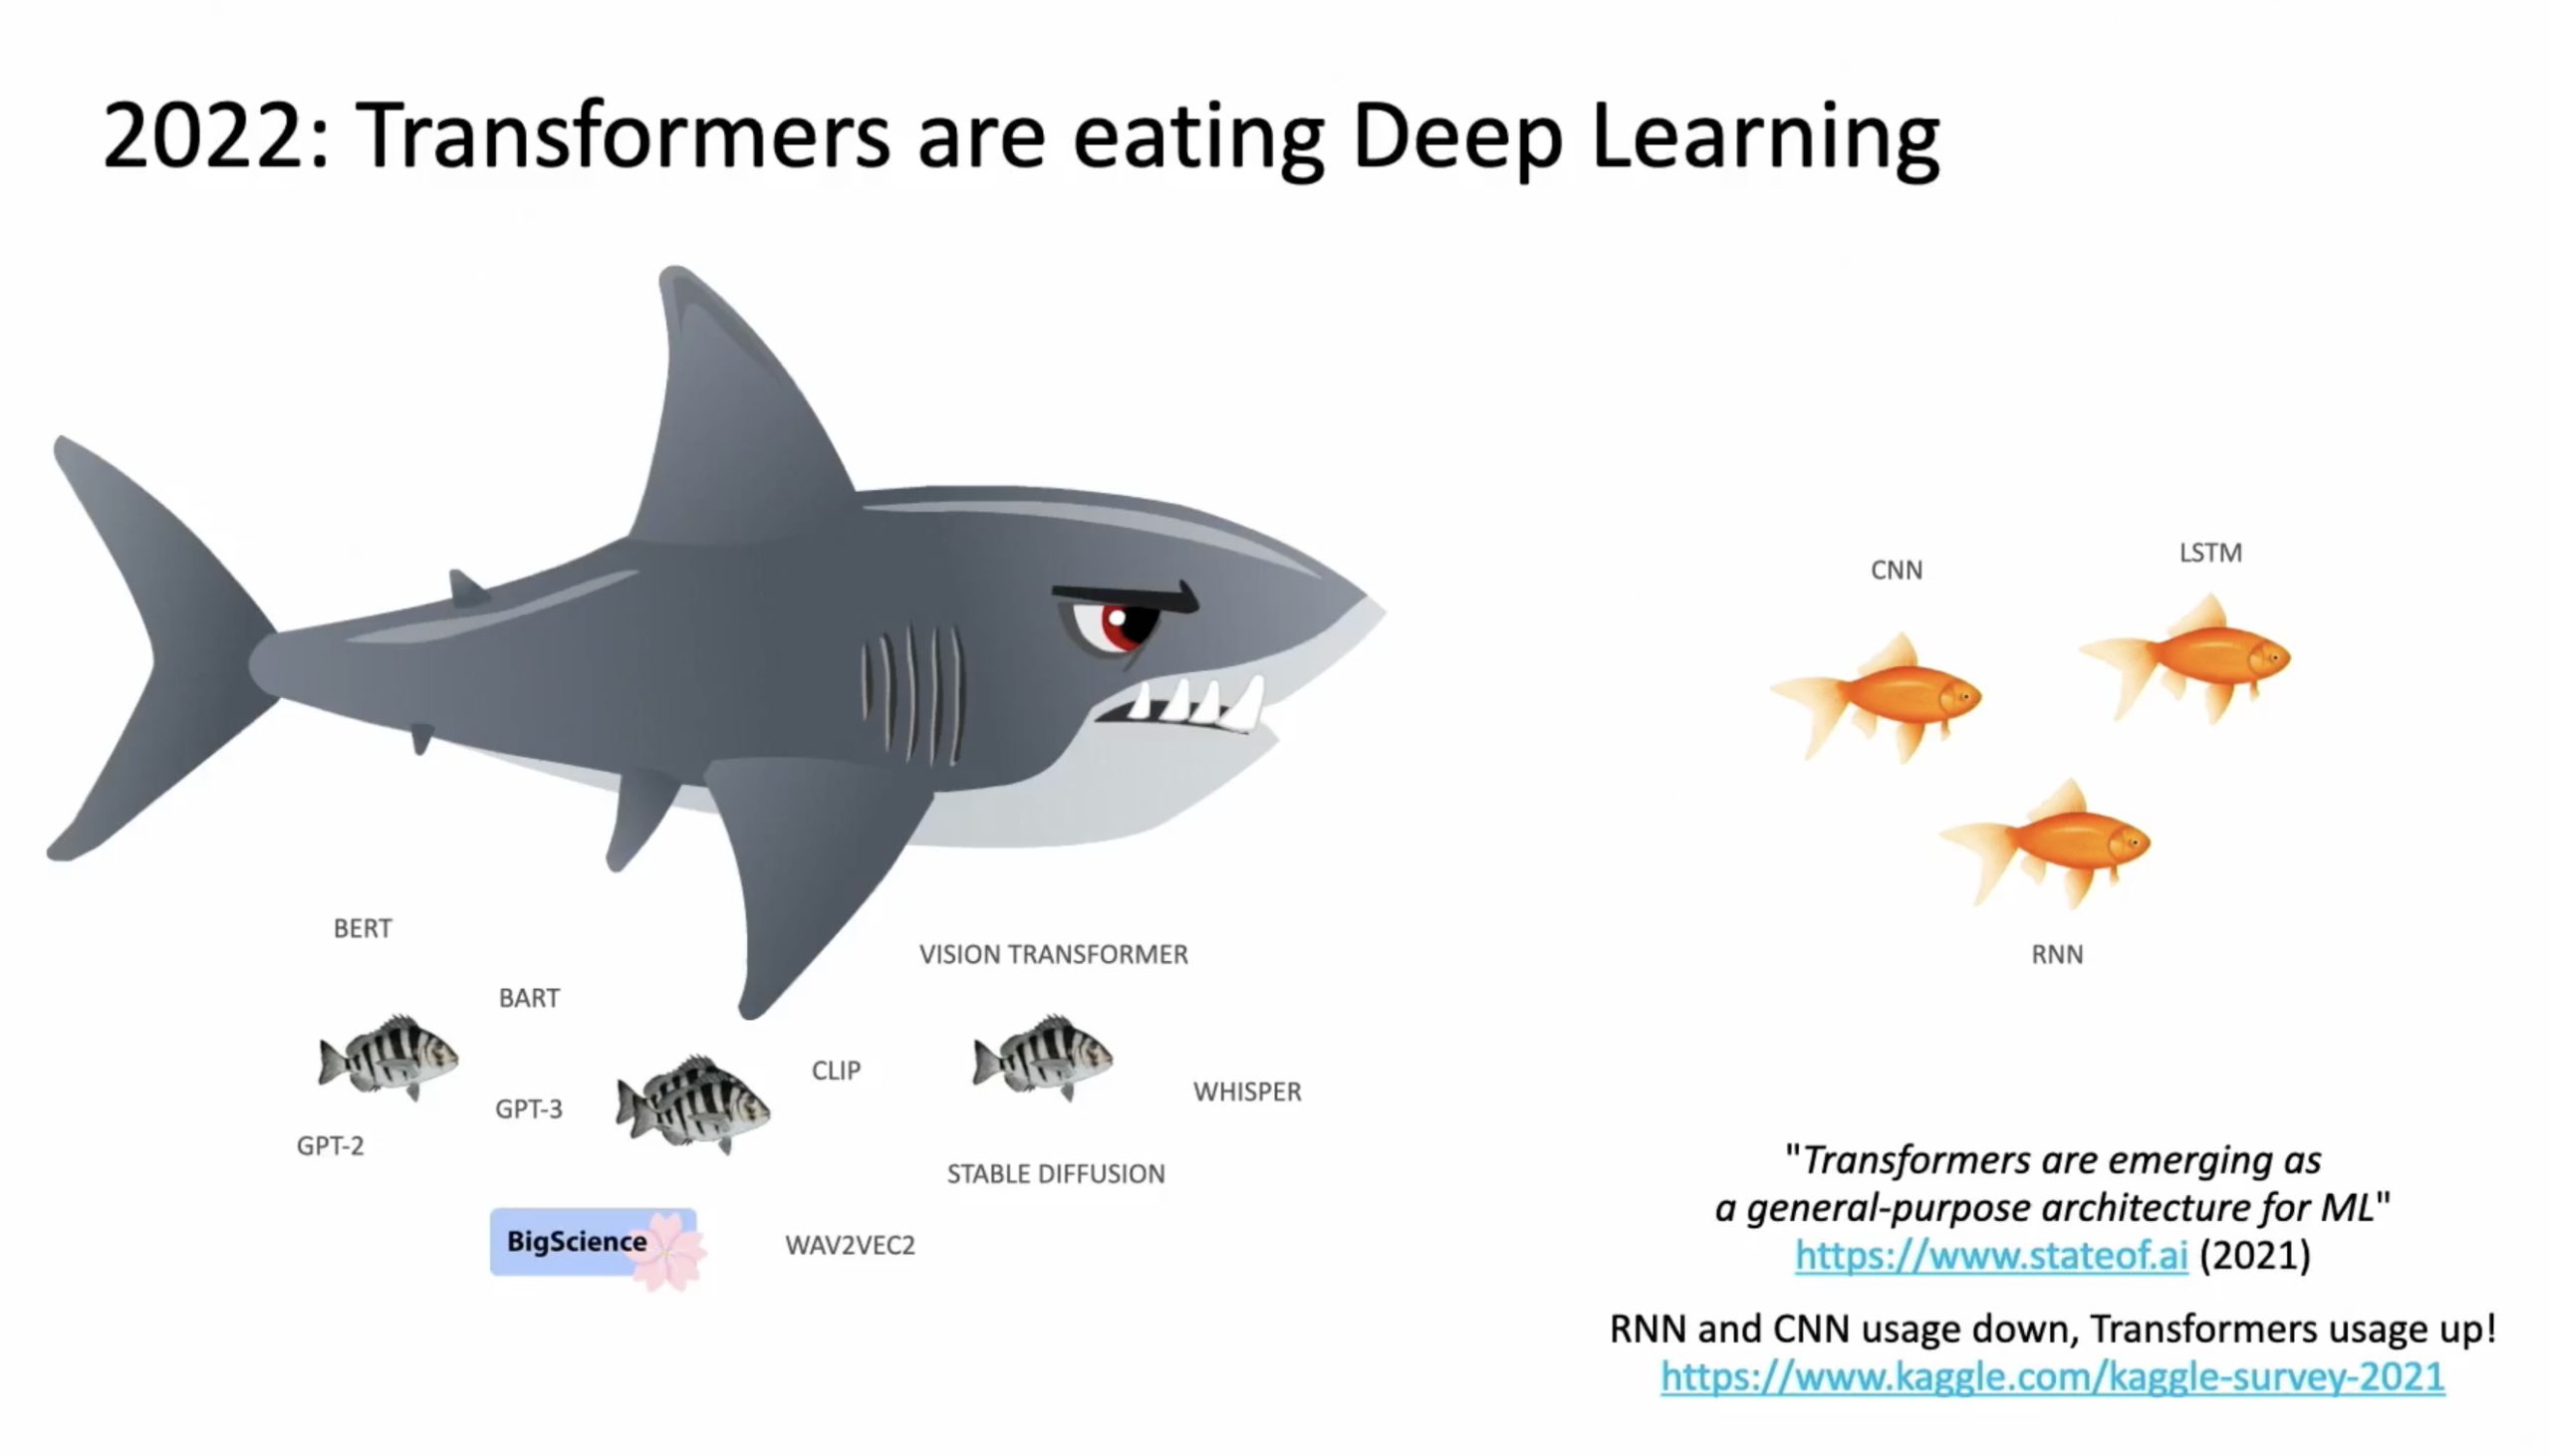 2022: Transformers are eating Deep Learning
CNN
LSTM
RNN
BERT
BART
VISION TRANSFORMER
CLIP
WHISPER
GPT-3
GPT-2
STABLE DIFFUSION
BigScience
WAV2VEC2
"Transformers are emerging as
a general-purpose architecture for ML"
https://www.stateof.ai (2021)
RNN and CNN usage down, Transformers usage up!
https://www.kaggle.com/kaggle-survey-2021